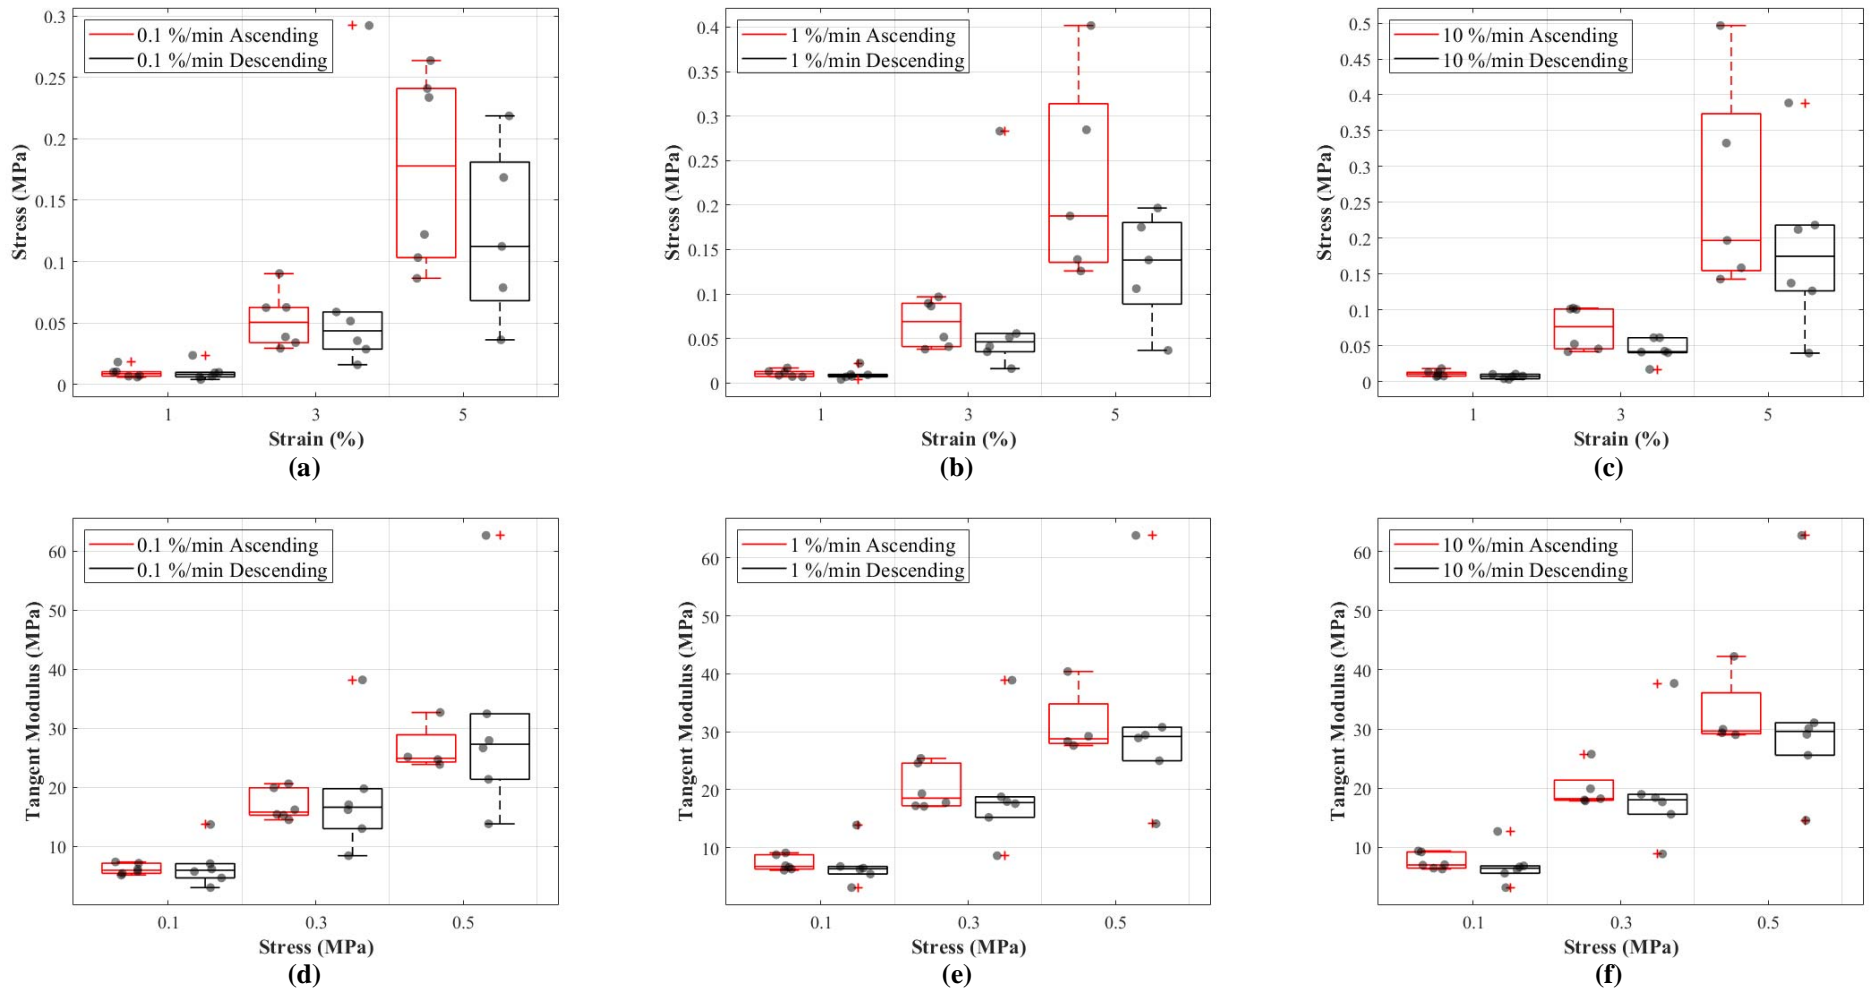 0.3
0.25
0.2
0.15
0.1
0.05
0
Stress (MPa)
0.1 %/min Ascending
0.1 %/min Descending
1
3
5
Strain (%)
(a)
0.4
0.35
0.3
0.25
0.2
0.15
0.1
0.05
0
Stress (MPa)
1 %/min Ascending
1 %/min Descending
1
3
5
Strain (%)
(b)
0.5
0.45
0.4
0.35
0.3
0.25
0.2
0.15
0.1
0.05
0
Stress (MPa)
10 %/min Ascending
10 %/min Descending
1
3
5
Strain (%)
(c)
60
50
40
30
20
10
Tangent Modulus (MPa)
0.1 %/min Ascending
0.1 %/min Descending
0.1
0.3
0.5
Stress (MPa)
(d)
60
50
40
30
20
10
Tangent Modulus (MPa)
1 %/min Ascending
1 %/min Descending
0.1
0.3
0.5
Stress (MPa)
(e)
60
50
40
30
20
10
Tangent Modulus (MPa)
10 %/min Ascending
10 %/min Descending
0.1
0.3
0.5
Stress (MPa)
(f)